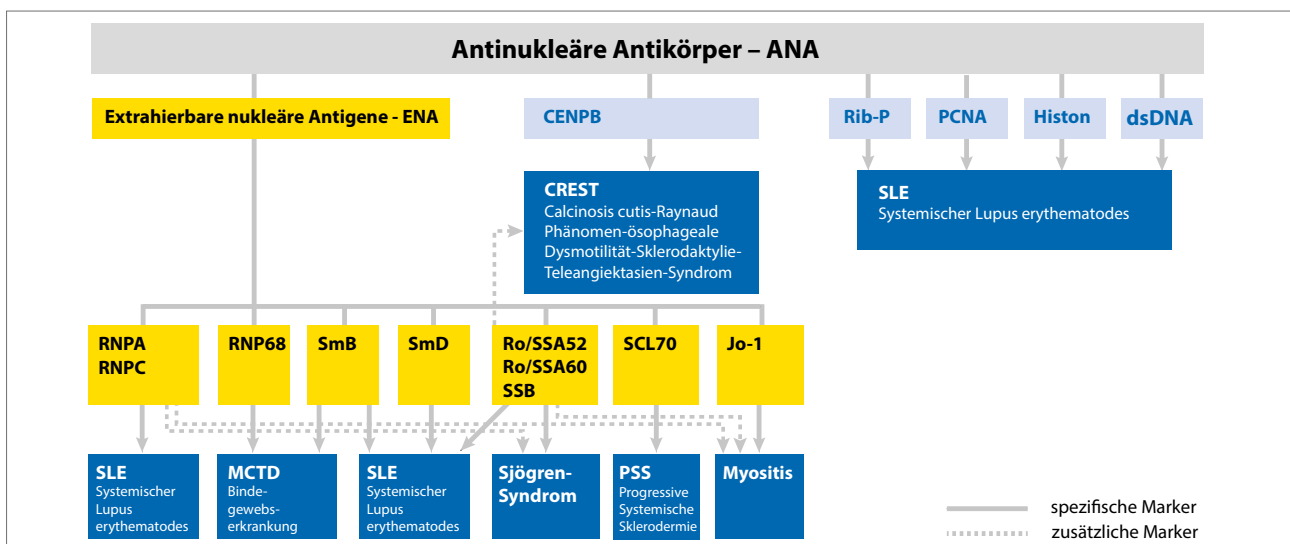 Antinukleäre Antikörper – ANA
Extrahierbare nukleäre Antigene - ENA
CENPB
Rib-P
PCNA
Histon
dsDNA
CREST
Calcinosis cutis-Raynaud
Phänomen-ösophageale
Dysmotilität-Sklerodaktylie-
Teleangiektasien-Syndrom
SLE
Systemischer Lupus erythematodes
RNPA
RNPC
RNP68
SmB
SmD
Ro/SSA52
Ro/SSA60
SSB
SCL70
Jo-1
SLE
Systemischer
Lupus
erythematodes
MCTD
Binde-
gewebs-
erkrankung
SLE
Systemischer
Lupus
erythematodes
Sjögren-
Syndrom
PSS
Progressive
Systemische
Sklerodermie
Myositis
spezifische Marker
zusätzliche Marker